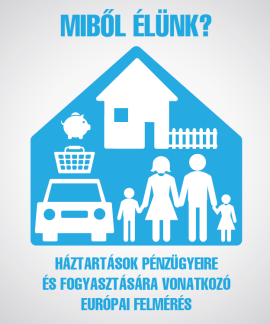 MIBŐL ÉLÜNK?
HÁZTARTÁSOK PÉNZÜGYEIRE
ÉS FOGYASZTÁSÁRA VONATKOZÓ
EURÓPAI FELMÉRÉS